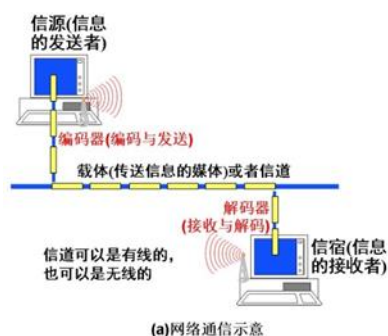 信源(信息
的发送者)
编码器(编码与发送)
载体(传送信息的媒体)或者信道
解码器
(接收与解码)
信道可以是有线的,
也可以是无线的
信宿(信息
的接收者)
(a)网络通信示意